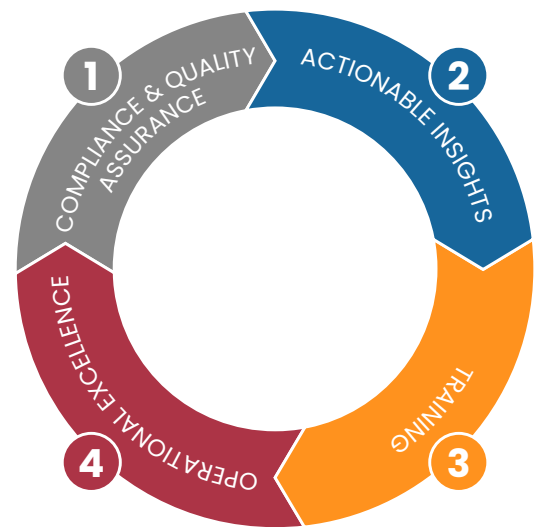 1
COMPLIANCE & QUALITY
ASSURANCE
2
ACTIONABLE INSIGHTS
3
TRAINING
4
OPERATIONAL EXCELLENCE